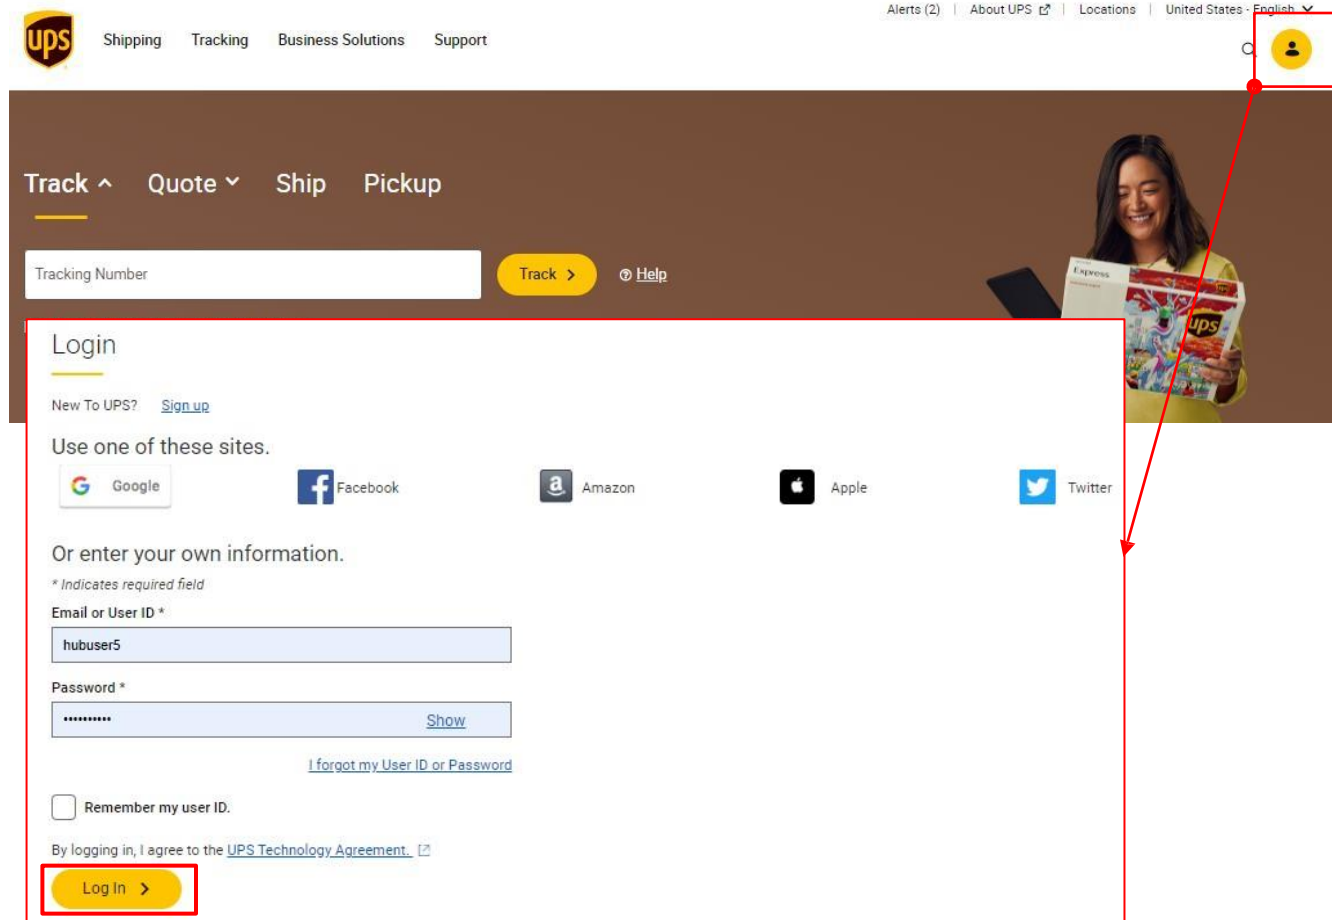 Alerts (2) | About UPS | Locations | United States - English
ups
Shipping Tracking Business Solutions Support
Track Quote Ship Pickup
Tracking Number
Track
Help
Express
ups
Login
New To UPS? Sign up
Use one of these sites.
G Google
Facebook
a Amazon
Apple
Twitter
Or enter your own information.
* Indicates required field
Email or User ID *
hubuser5
Password *
•••••••••• Show
I forgot my User ID or Password
Remember my user ID.
By logging in, I agree to the UPS Technology Agreement.
Log In